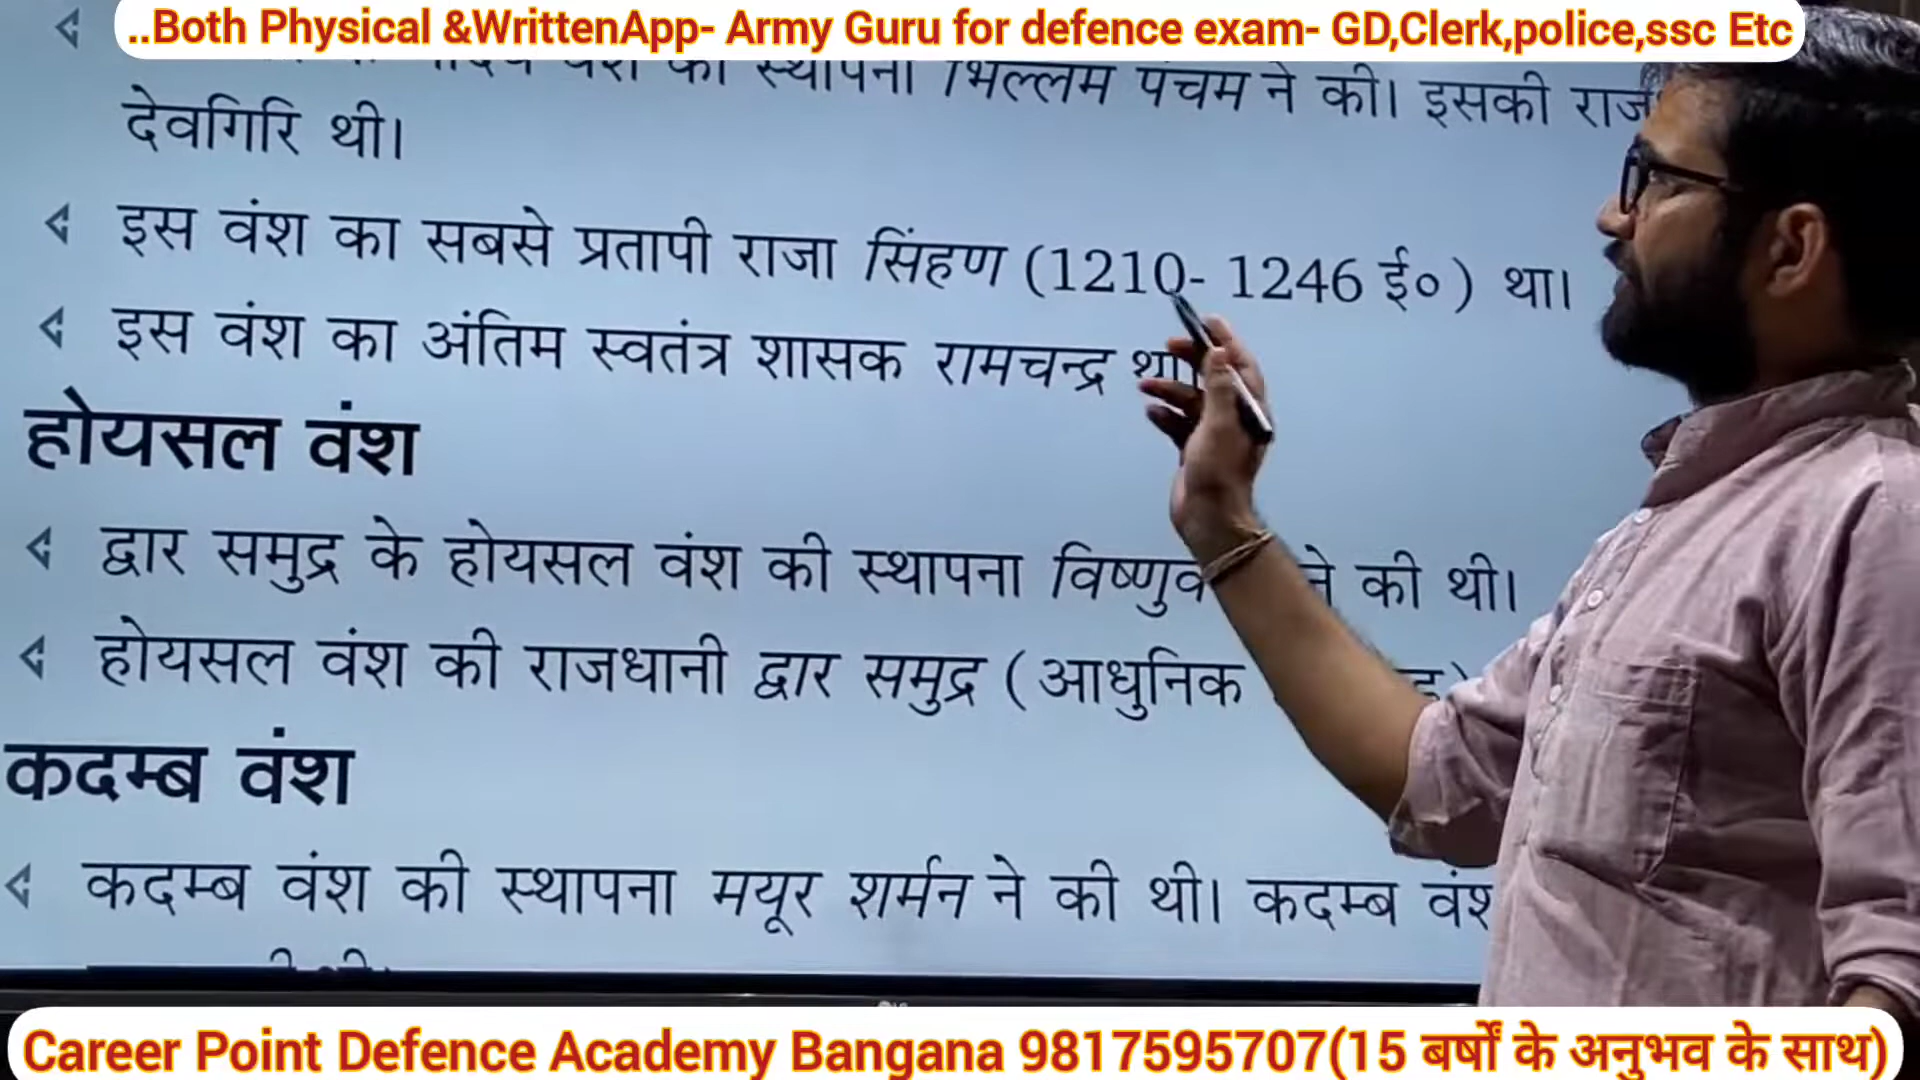 ..Both Physical &WrittenApp- Army Guru for defence exam- GD,Clerk,police,ssc Etc
वंश की स्थापना भिल्लम पंचम ने की। इसकी
देवगिरि थी।
इस वंश का सबसे प्रतापी राजा सिंहण (1210- 1246 ई०) था।
इस वंश का अंतिम स्वतंत्र शासक रामचन्द्र था।
होयसल वंश
द्वार समुद्र के होयसल वंश की स्थापना ने की थी।
होयसल वंश की राजधानी द्वार समुद्र (आधुनिक
कदम्ब वंश
कदम्ब वंश की स्थापना मयूर शर्मन ने की थी। कदम्ब वंश
Career Point Defence Academy Bangana 9817595707(15 बर्षों के अनुभव के साथ)